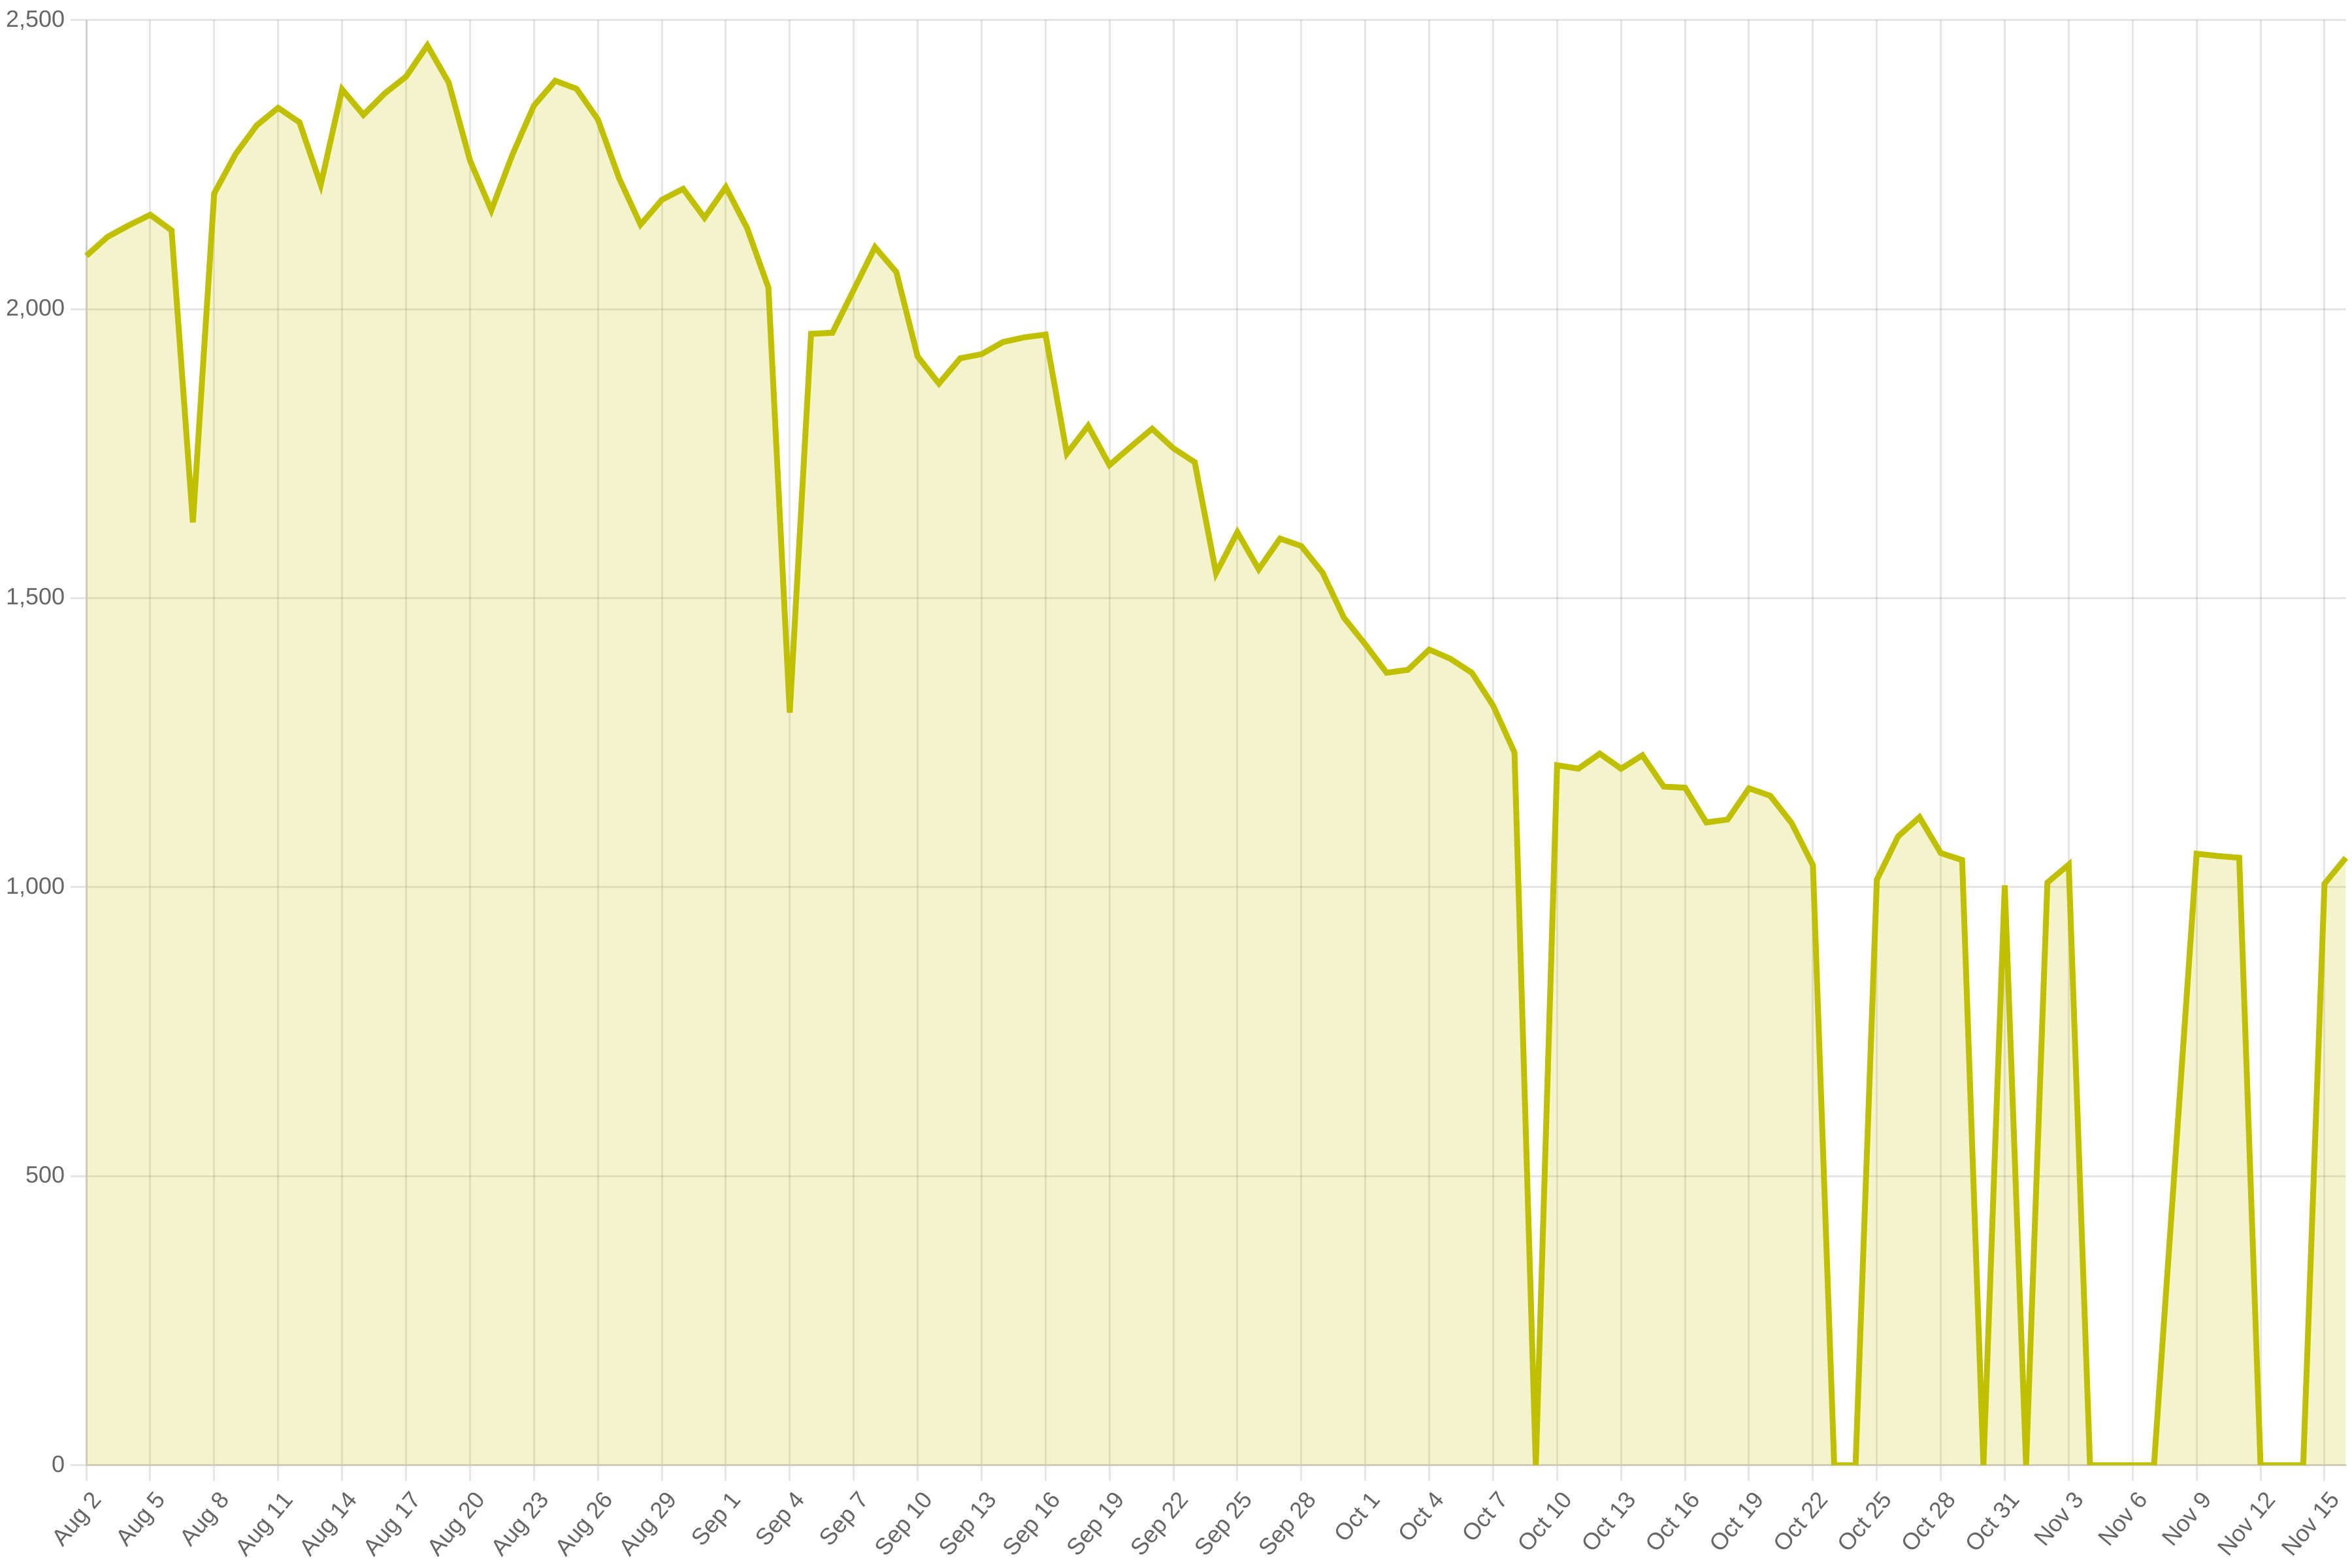 2,500
2,000
1,500
1,000
500
0
Aug 2
Aug 5
Aug 8
Aug 11
Aug 14
Aug 17
Aug 20
Aug 23
Aug 26
Aug 29
Sep 1
Sep 4
Sep 7
Sep 10
Sep 13
Sep 16
Sep 19
Sep 22
Sep 25
Sep 28
Oct 1
Oct 4
Oct 7
Oct 10
Oct 13
Oct 16
Oct 19
Oct 22
Oct 25
Oct 28
Oct 31
Nov 3
Nov 6
Nov 9
Nov 12
Nov 15